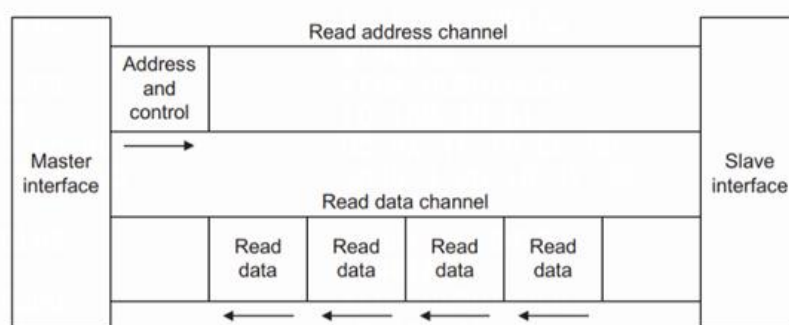 Read address channel
Address
and
control
Master
interface
Slave
interface
Read data channel
Read
data
Read
data
Read
data
Read
data